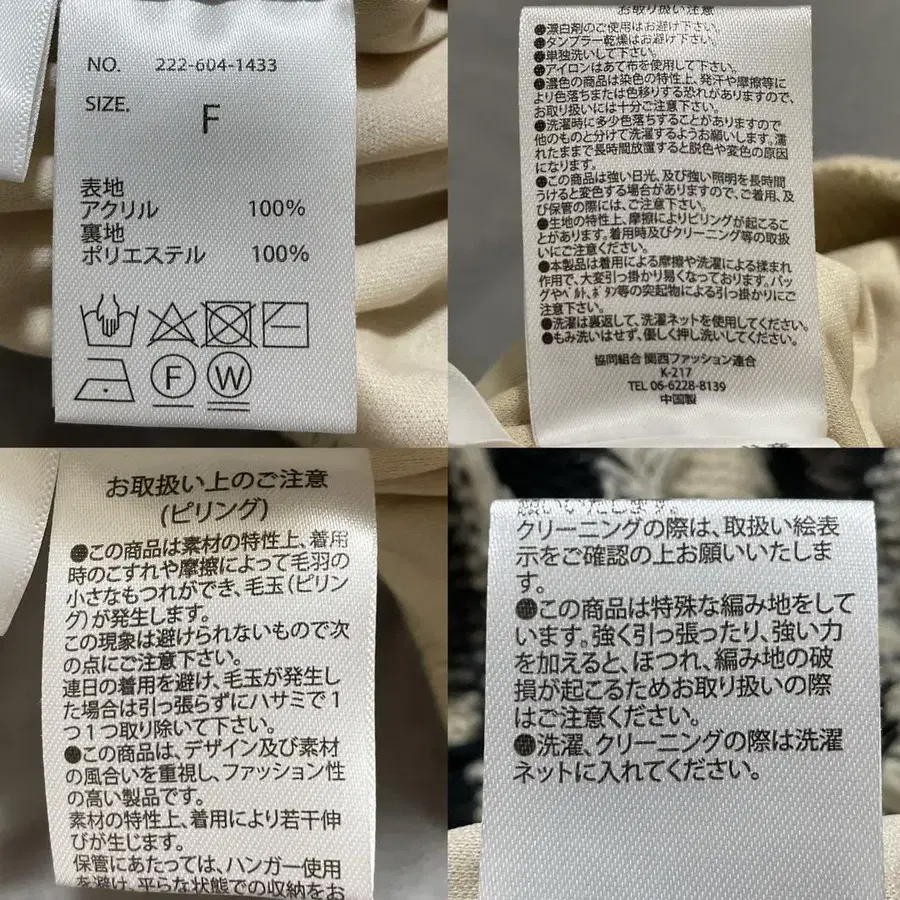 NO. 222-604-1433
SIZE.
F
表地
アクリル 100%
裏地
ポリエステル 100%
F W
お取り扱い注意
●漂白剤のご使用はお避け下さい。
●タンブラー乾燥はお避け下さい。
●単独洗いして下さい。
●アイロンはあて布を使用して下さい。
●濃色の商品は染色の特性上、発汗や摩擦等に
より色落ちまたは色移りする恐れがありますので、
お取り扱いには十分ご注意下さい。
●洗濯時に多少色落ちすることがありますので
他のものと分けて洗濯するようお願いします。濡
れたままで長時間放置すると脱色や変色の原因
になります。
●この商品は強い日光、及び強い照明を長時間
うけると変色する場合がありますので、ご着用、及
び保管の際には、ご注意下さい。
●生地の特性上、摩擦によりピリングが起こるこ
とがあります。着用時及びクリーニング等の取扱
いにご注意ください。
●本製品は着用による摩擦や洗濯による揉まれ
作用で、大変引っ掛かり易くなっております。バッ
グやベルト、ボタン等の突起物による引っ掛かりにご
注意下さい。
●洗濯は裏返して、洗濯ネットを使用してください。
●もみ洗いはせず、優しく押し洗いしてください。
協同組合 関西ファッション連合
K-217
TEL 06-6228-8139
中国製
お取扱い上のご注意
(ピリング)
●この商品は素材の特性上、着用
時のこすれや摩擦によって毛羽の
小さなもつれができ、毛玉(ピリン
グ)が発生します。
この現象は避けられないもので次
の点にご注意下さい。
連日の着用を避け、毛玉が発生し
た場合は引っ張らずにハサミで1
つ1つ取り除いて下さい。
●この商品は、デザイン及び素材
の風合いを重視し、ファッション性
の高い製品です。
素材の特性上、着用により若干伸
びが生じます。
保管にあたっては、ハンガー使用
を避け、平らな状態での収納をお
願いいたします。
クリーニングの際は、取扱い絵表
示をご確認の上お願いいたしま
す。
●この商品は特殊な編み地をして
います。強く引っ張ったり、強い力
を加えると、ほつれ、編み地の破
損が起こるためお取り扱いの際
はご注意ください。
●洗濯、クリーニングの際は洗濯
ネットに入れてください。